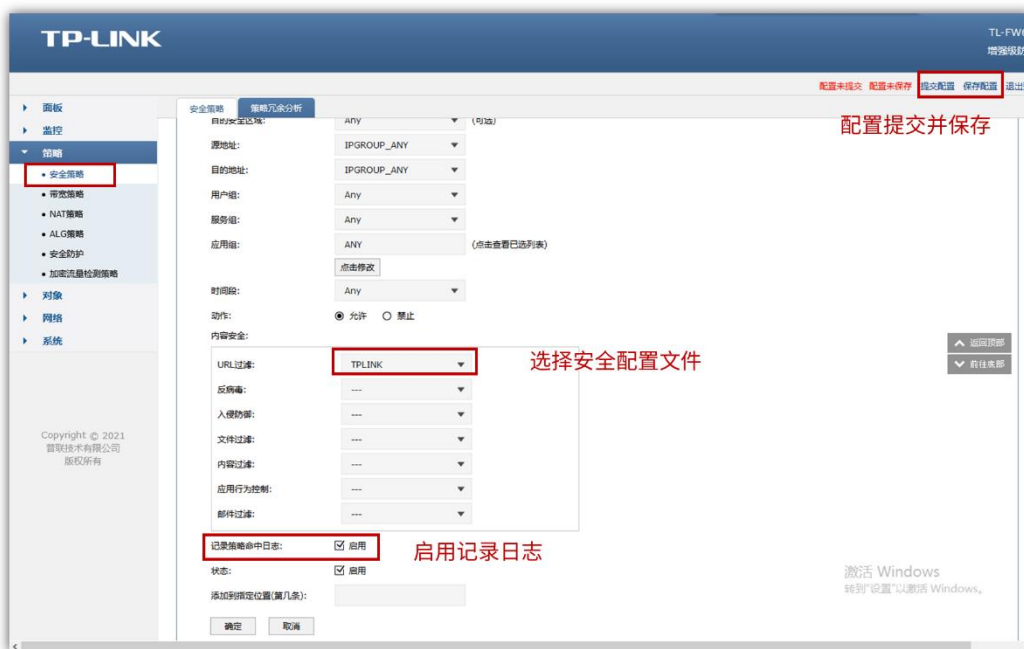 TP-LINK
TL-FW6
增强级防
配置未提交 配置未保存 提交配置 保存配置 退出
配置提交并保存
面板
监控
策略
安全策略
带宽策略
NAT策略
ALG策略
安全防护
加密流量检测策略
对象
网络
系统
Copyright © 2021
普联技术有限公司
版权所有
安全策略 策略冗余分析
目的安全区域: Any (可选)
源地址: IPGROUP_ANY
目的地址: IPGROUP_ANY
用户组: Any
服务组: Any
应用组: ANY (点击查看已选列表)
点击修改
时间段: Any
动作: 允许 禁止
内容安全:
URL过滤: TPLINK
选择安全配置文件
反病毒: ---
入侵防御: ---
文件过滤: ---
内容过滤: ---
应用行为控制: ---
邮件过滤: ---
记录策略命中日志: 启用
启用记录日志
状态: 启用
添加到指定位置(第几条):
确定 取消
返回顶部
前往底部
激活 Windows
转到"设置"以激活 Windows。